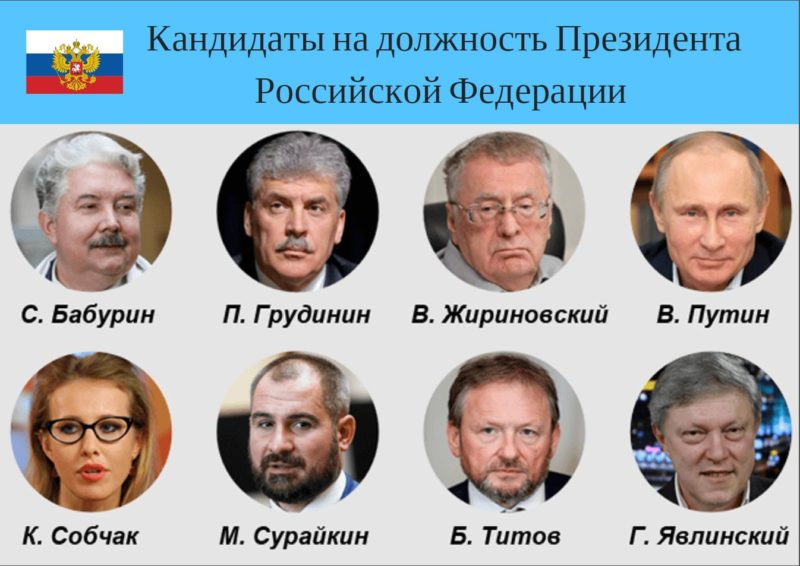 Кандидаты на должность Президента
Российской Федерации
С. Бабурин
П. Грудинин
В. Жириновский
В. Путин
К. Собчак
М. Сурайкин
Б. Титов
Г. Явлинский